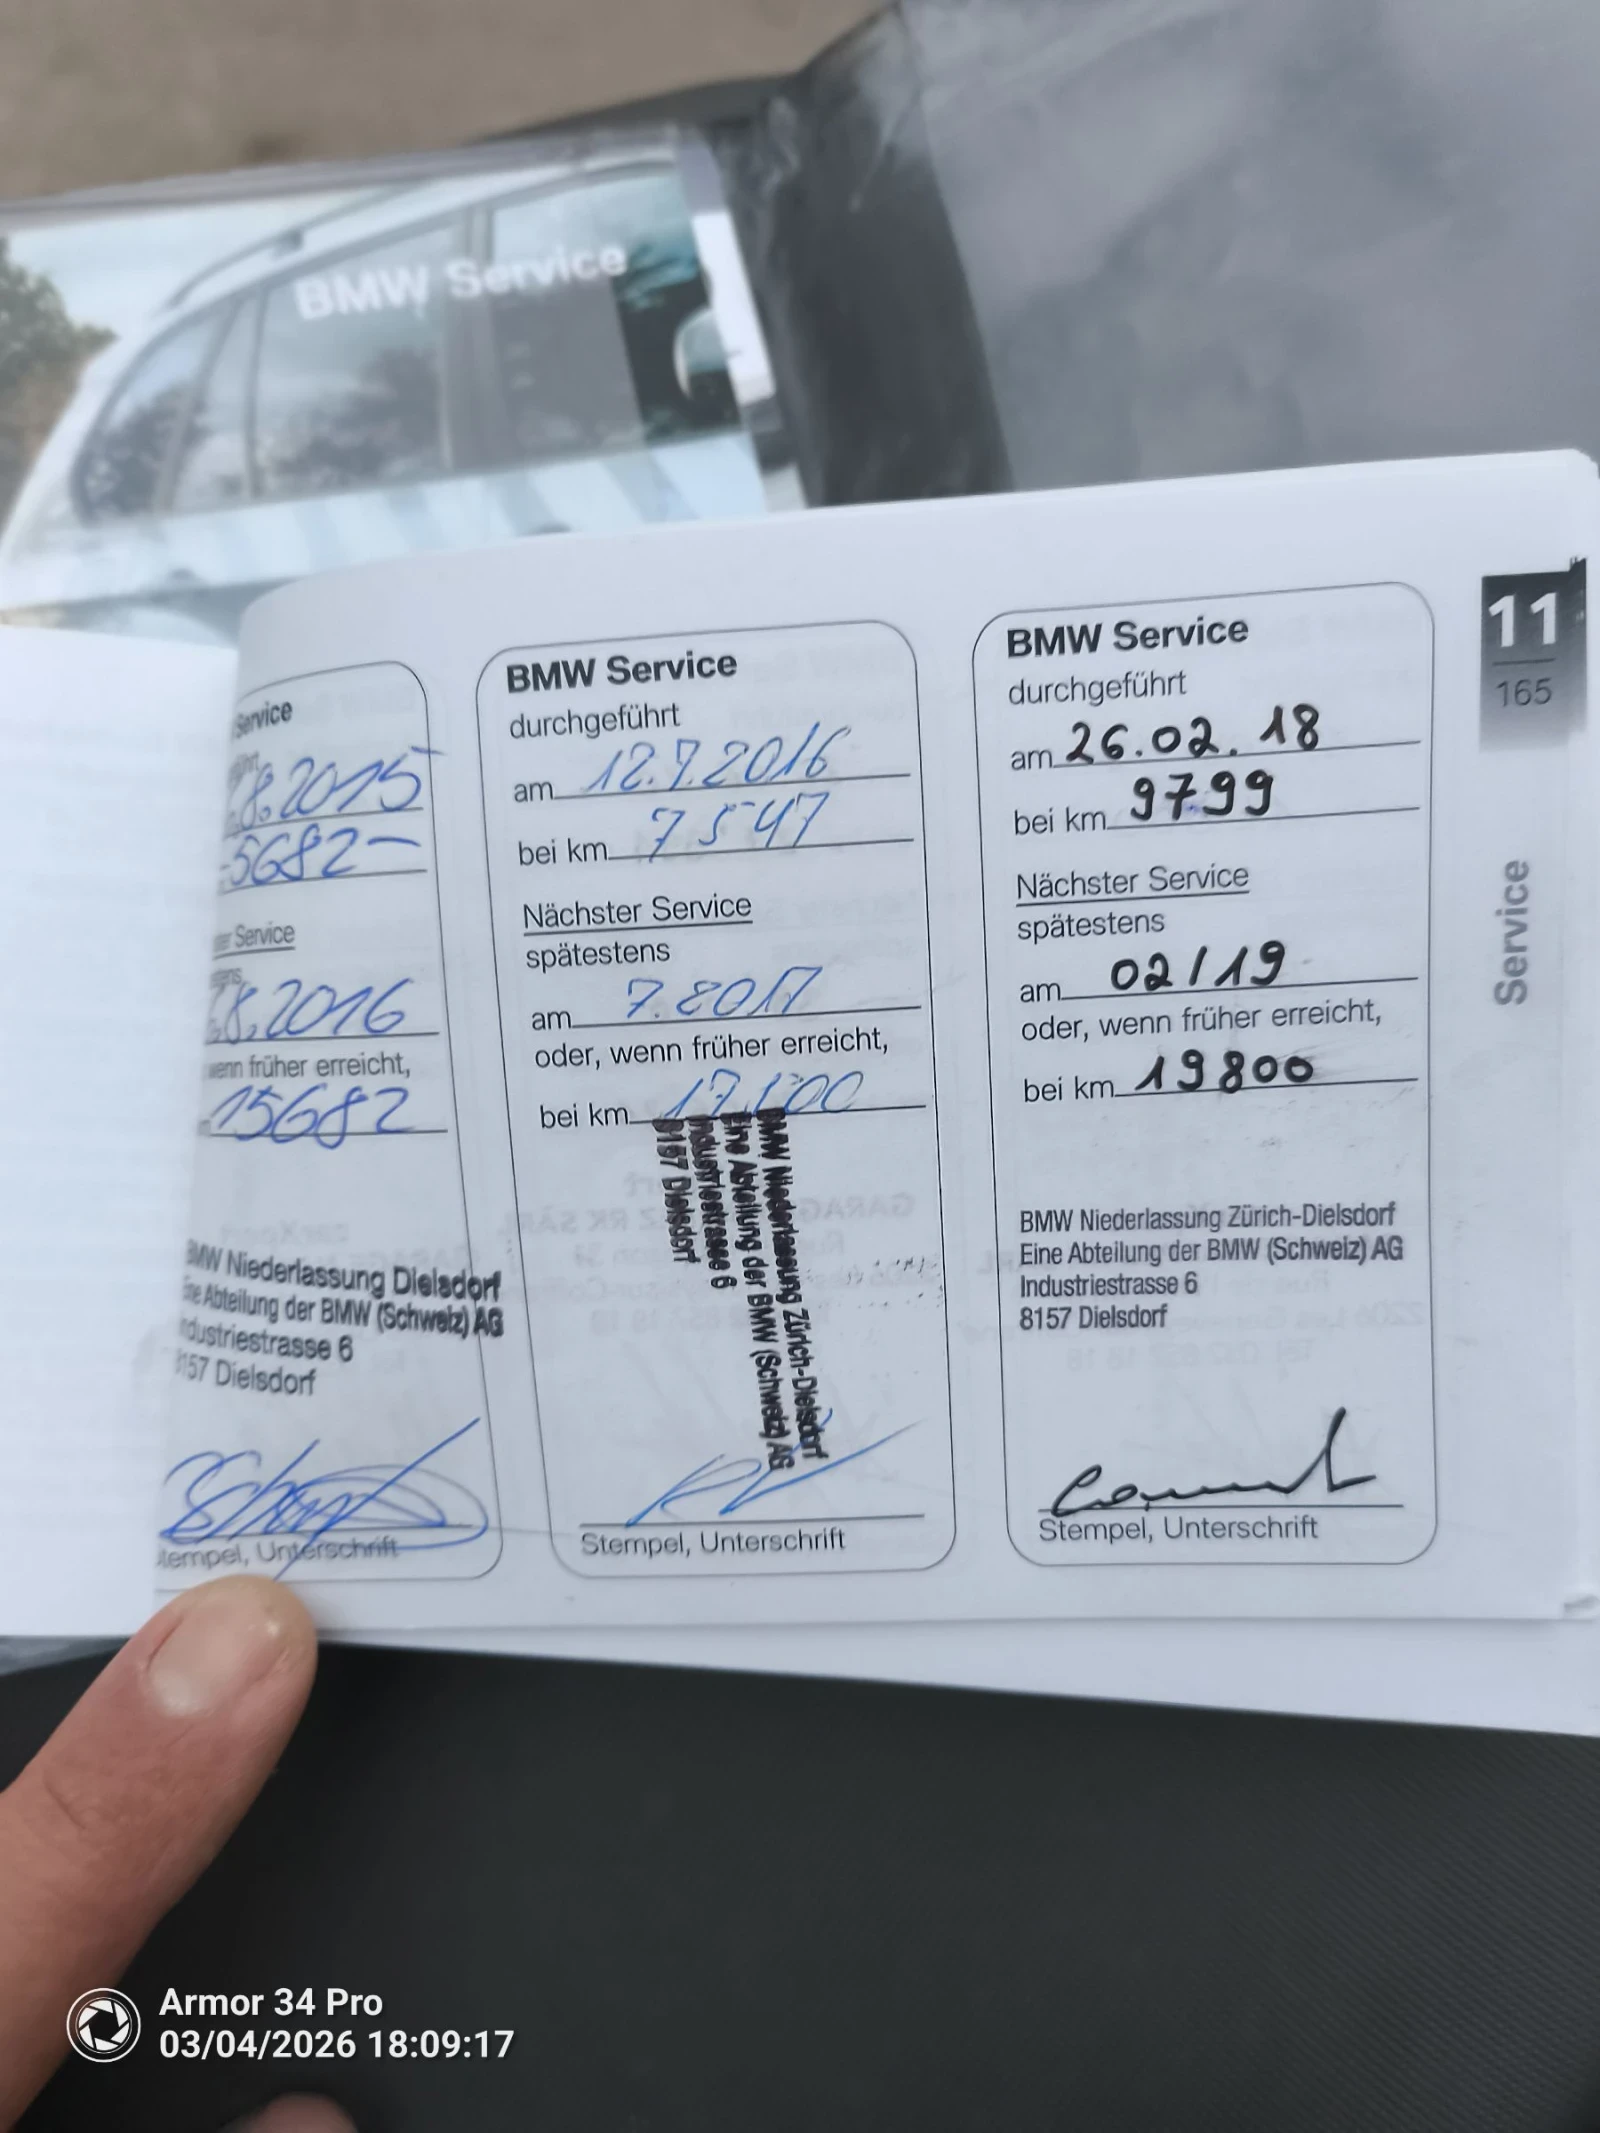 BMW Service
Service
8.2015
5682-
Service
8.2016
wenn früher erreicht,
15682
BMW Niederlassung Dielsdorf
Eine Abteilung der BMW (Schweiz) AG
Industriestrasse 6
8157 Dielsdorf
Stempel, Unterschrift
BMW Service
durchgeführt
am 12.7.2016
bei km 7547
Nächster Service
spätestens
am 7.2017
oder, wenn früher erreicht,
bei km
BMW Niederlassung Zürich-Dielsdorf
Eine Abteilung der BMW (Schweiz) AG
Industriestrasse 6
8157 Dielsdorf
Stempel, Unterschrift
BMW Service
durchgeführt
am 26.02.18
bei km 9799
Nächster Service
spätestens
am 02/19
oder, wenn früher erreicht,
bei km 19800
BMW Niederlassung Zürich-Dielsdorf
Eine Abteilung der BMW (Schweiz) AG
Industriestrasse 6
8157 Dielsdorf
Stempel, Unterschrift
11
165
Service
Armor 34 Pro
03/04/2026 18:09:17